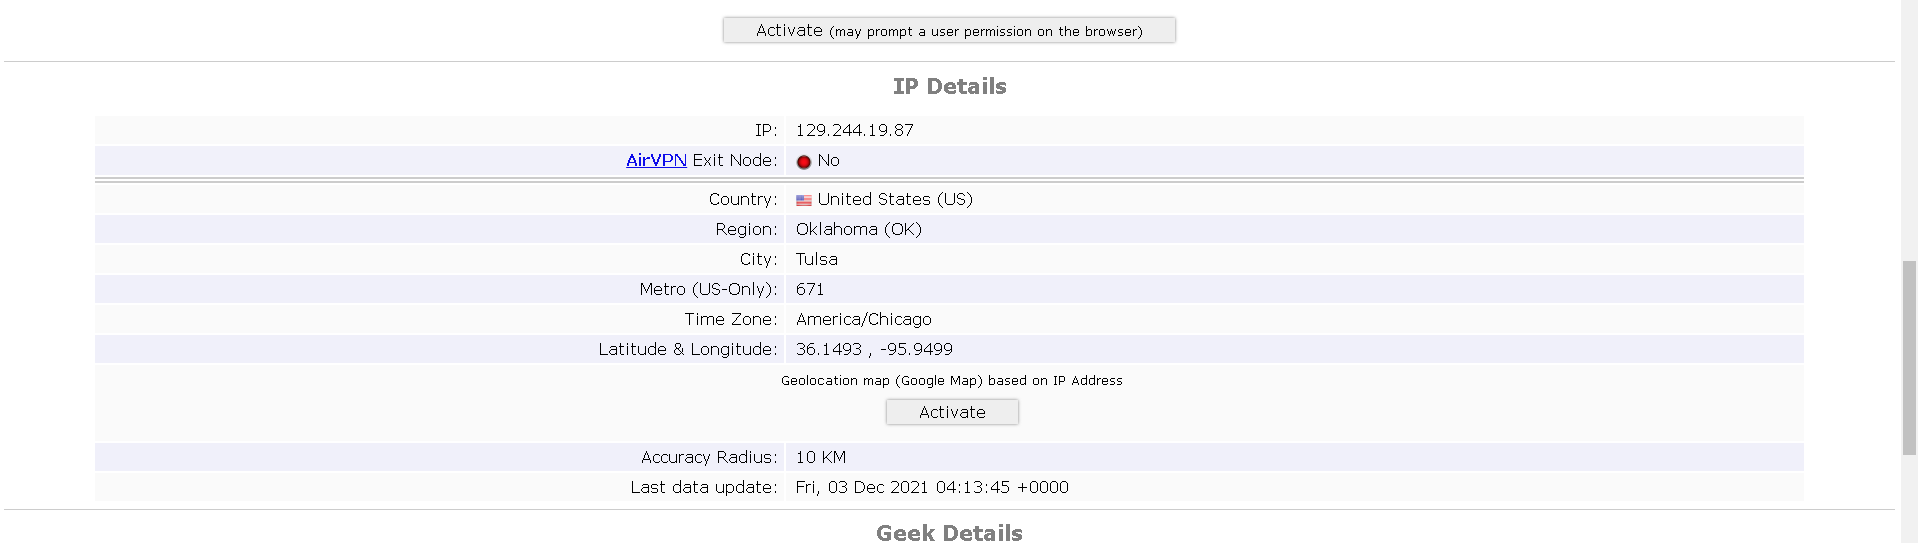 Activate (may prompt a user permission on the browser)
IP Details
IP: 129.244.19.87
AirVPN Exit Node: No
Country: United States (US)
Region: Oklahoma (OK)
City: Tulsa
Metro (US-Only): 671
Time Zone: America/Chicago
Latitude & Longitude: 36.1493 , -95.9499
Geolocation map (Google Map) based on IP Address
Activate
Accuracy Radius: 10 KM
Last data update: Fri, 03 Dec 2021 04:13:45 +0000
Geek Details